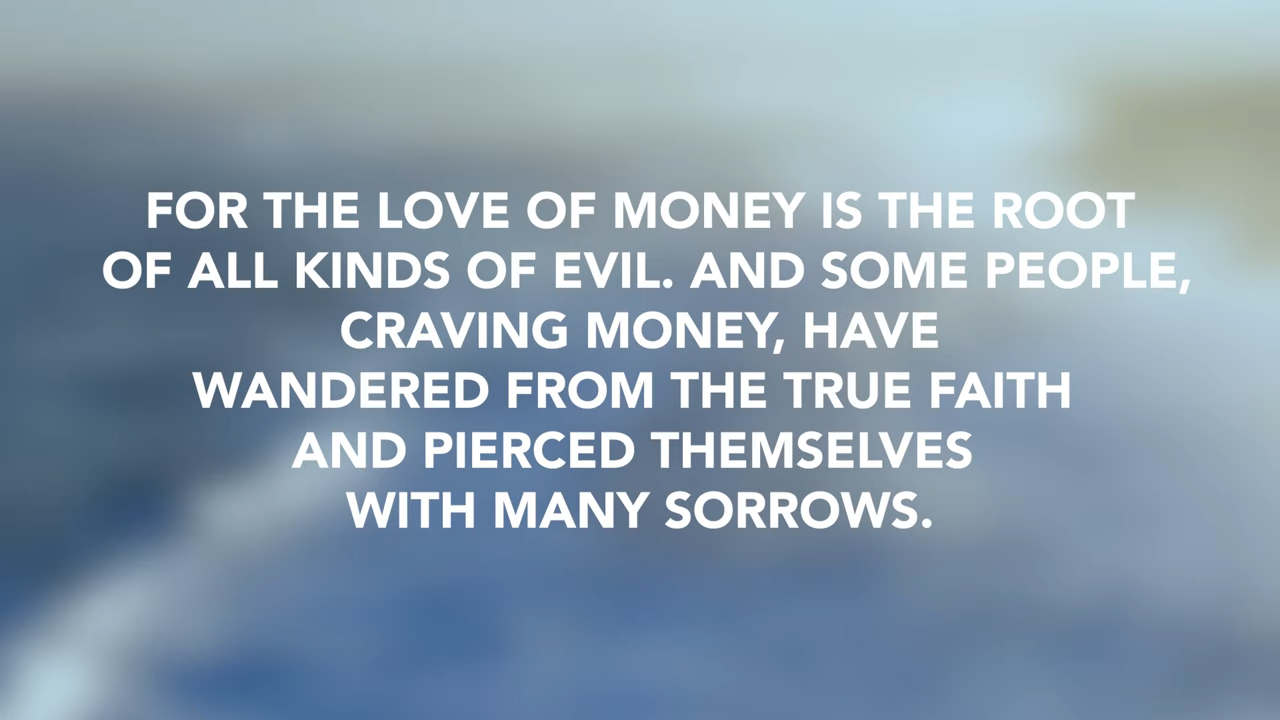 FOR THE LOVE OF MONEY IS THE ROOT
OF ALL KINDS OF EVIL. AND SOME PEOPLE,
CRAVING MONEY, HAVE
WANDERED FROM THE TRUE FAITH
AND PIERCED THEMSELVES
WITH MANY SORROWS.